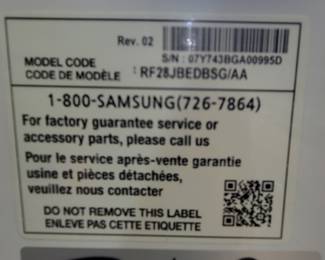 Rev. 02
S/N : 07Y743BGA00995D
MODEL CODE
CODE DE MODÈLE : RF28JBEDBSG/AA
1-800-SAMSUNG(726-7864)
For factory guarantee service or
accessory parts, please call us
Pour le service après-vente garantie
usine et pièces détachées,
veuillez nous contacter
DO NOT REMOVE THIS LABEL
ENLEVE PAS CETTE ETIQUETTE